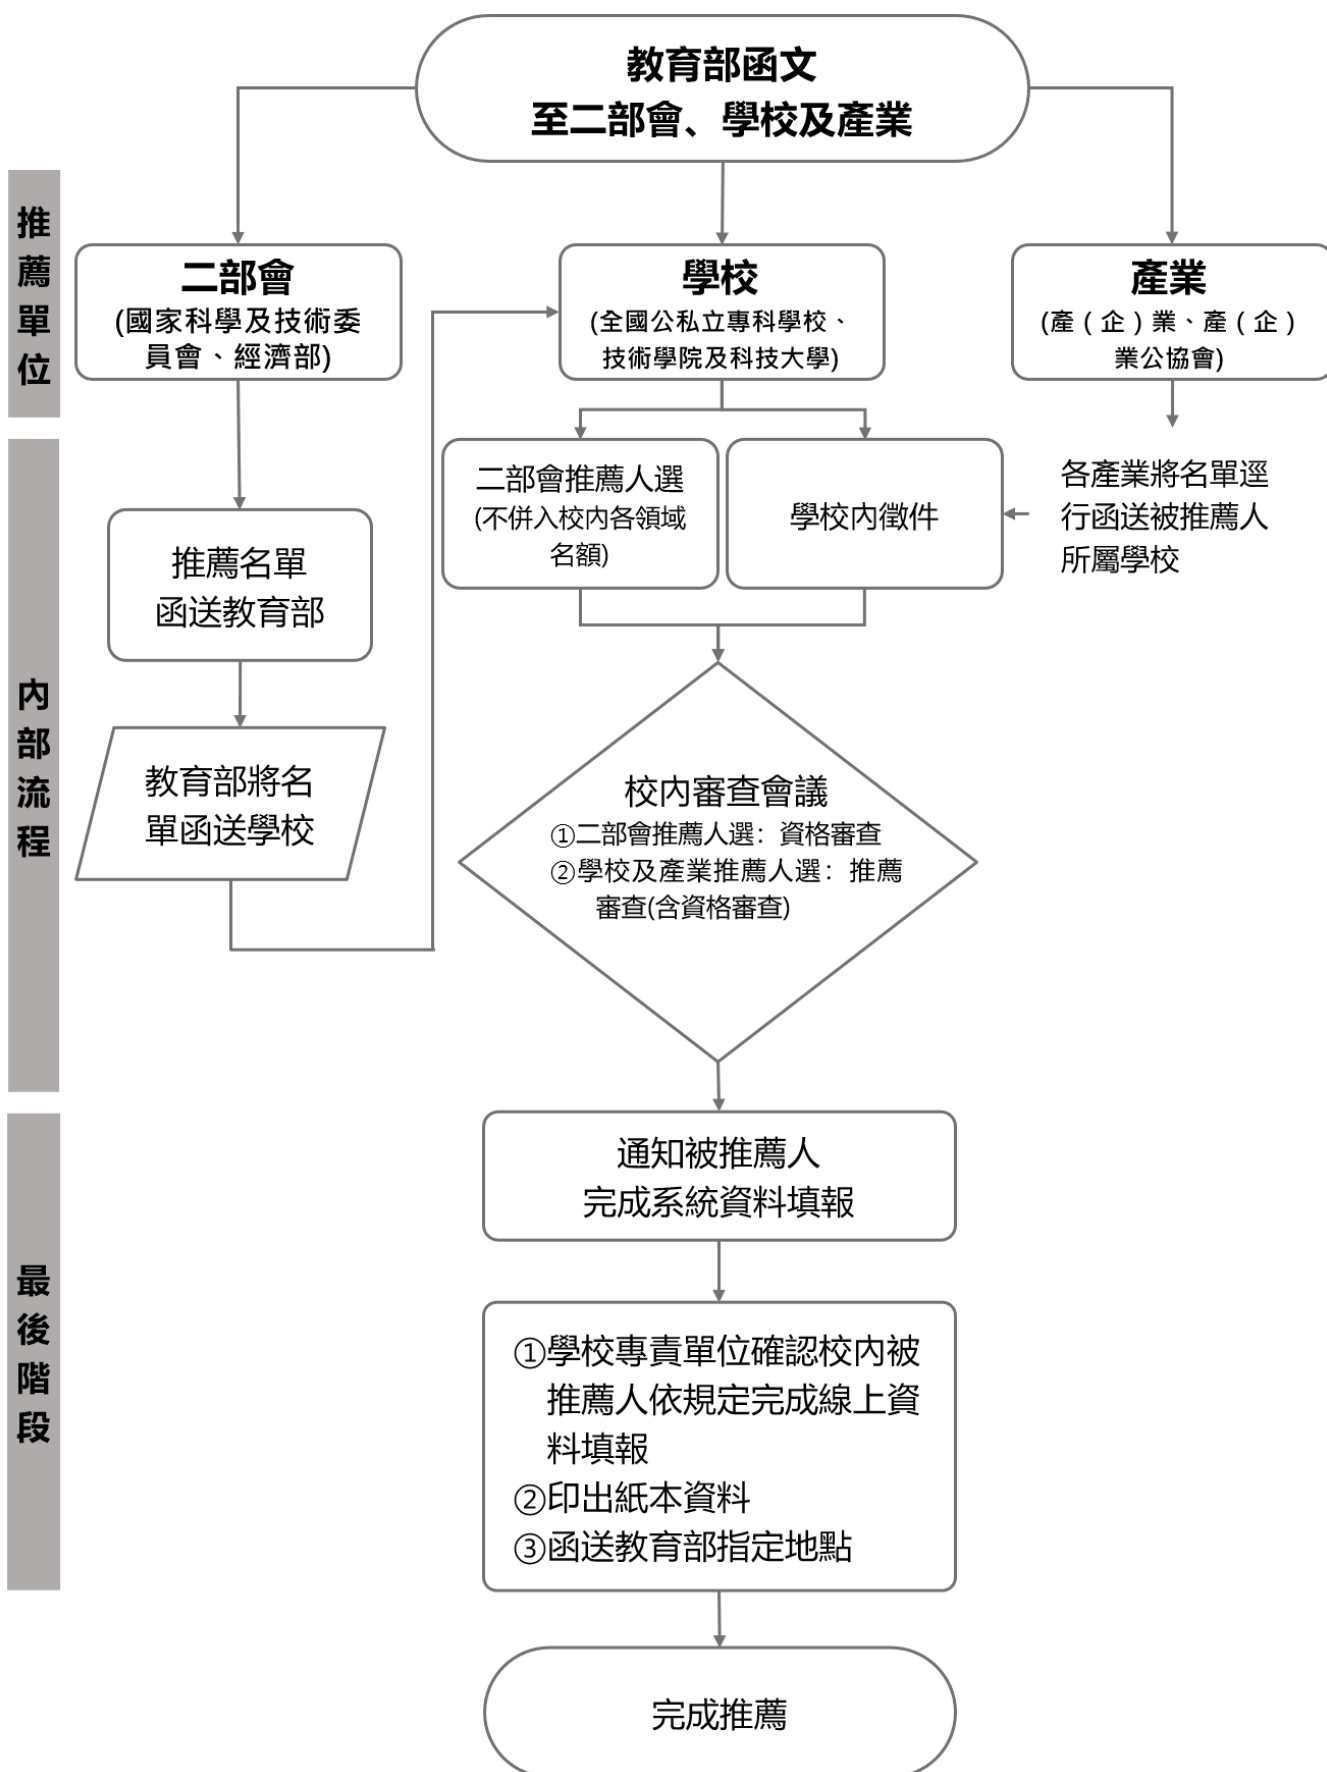 教育部函文
至二部會、學校及產業
推薦單位
二部會
(國家科學及技術委
員會、經濟部)
學校
(全國公私立專科學校、
技術學院及科技大學)
產業
(產(企)業、產(企)
業公協會)
內部流程
推薦名單
函送教育部
教育部將名
單函送學校
二部會推薦人選
(不併入校內各領域
名額)
學校內徵件
各產業將名單逕
行函送被推薦人
所屬學校
校內審查會議
①二部會推薦人選：資格審查
②學校及產業推薦人選：推薦
審查(含資格審查)
最後階段
通知被推薦人
完成系統資料填報
①學校專責單位確認校內被
推薦人依規定完成線上資
料填報
②印出紙本資料
③函送教育部指定地點
完成推薦